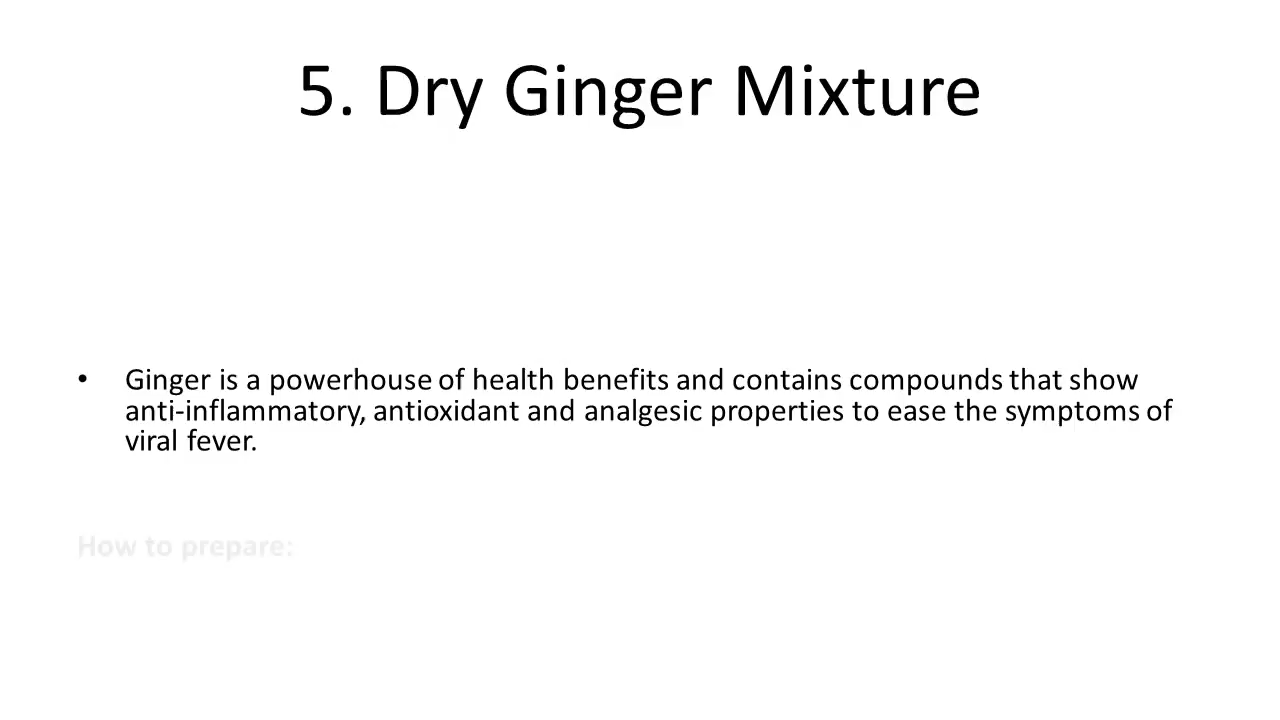 5. Dry Ginger Mixture
• Ginger is a powerhouse of health benefits and contains compounds that show
anti-inflammatory, antioxidant and analgesic properties to ease the symptoms of
viral fever.
How to prepare: